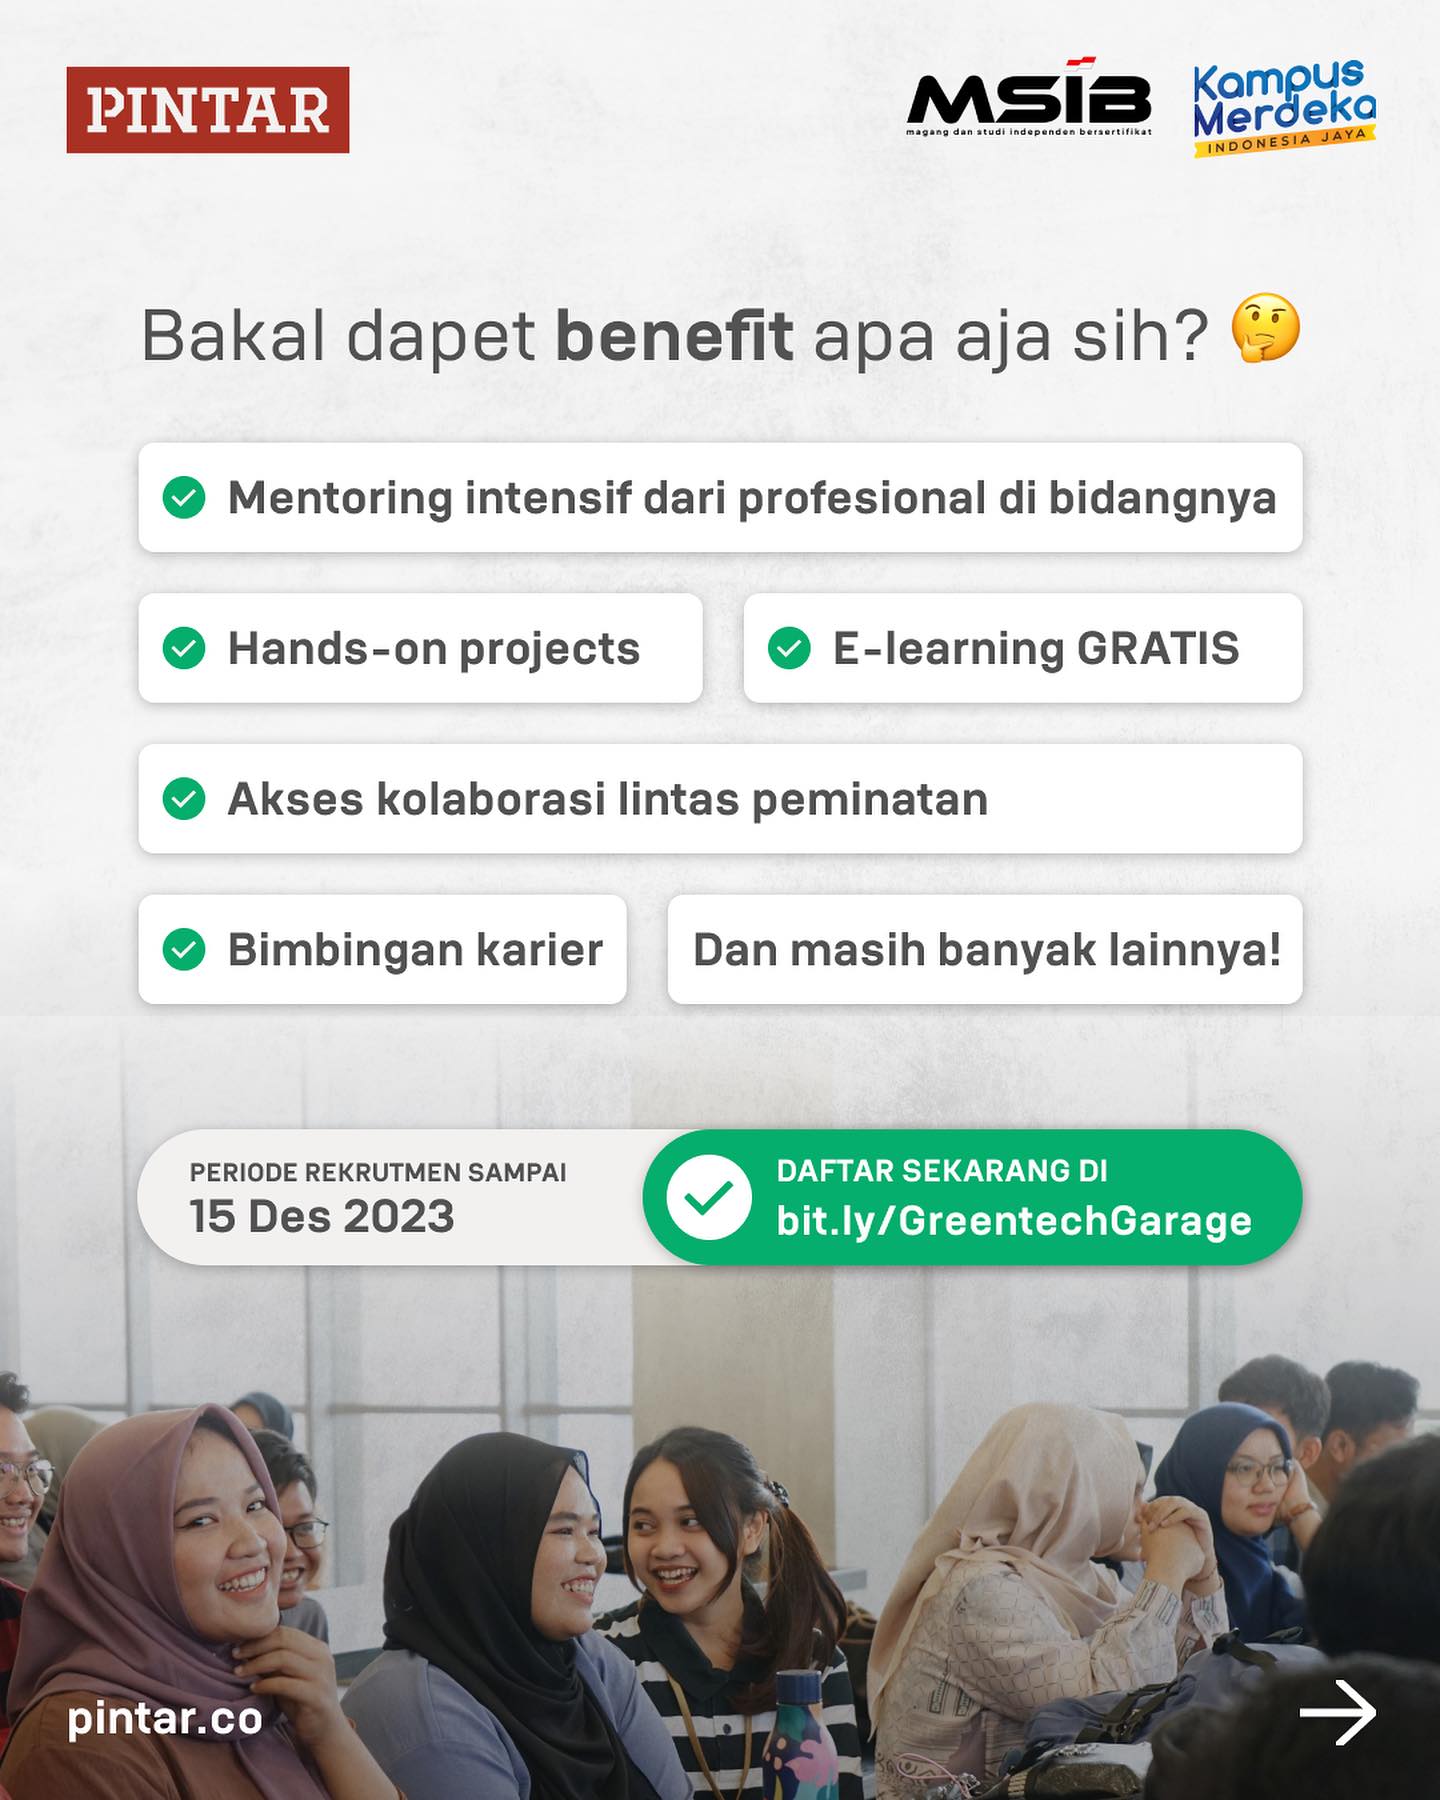 PINTAR
MSIB
magang dan studi independen bersertifikat
Kampus
Merdeka
INDONESIA JAYA
Bakal dapet benefit apa aja sih? 🤔
Mentoring intensif dari profesional di bidangnya
Hands-on projects
E-learning GRATIS
Akses kolaborasi lintas peminatan
Bimbingan karier
Dan masih banyak lainnya!
PERIODE REKRUTMEN SAMPAI
15 Des 2023
DAFTAR SEKARANG DI
bit.ly/GreentechGarage
pintar.co